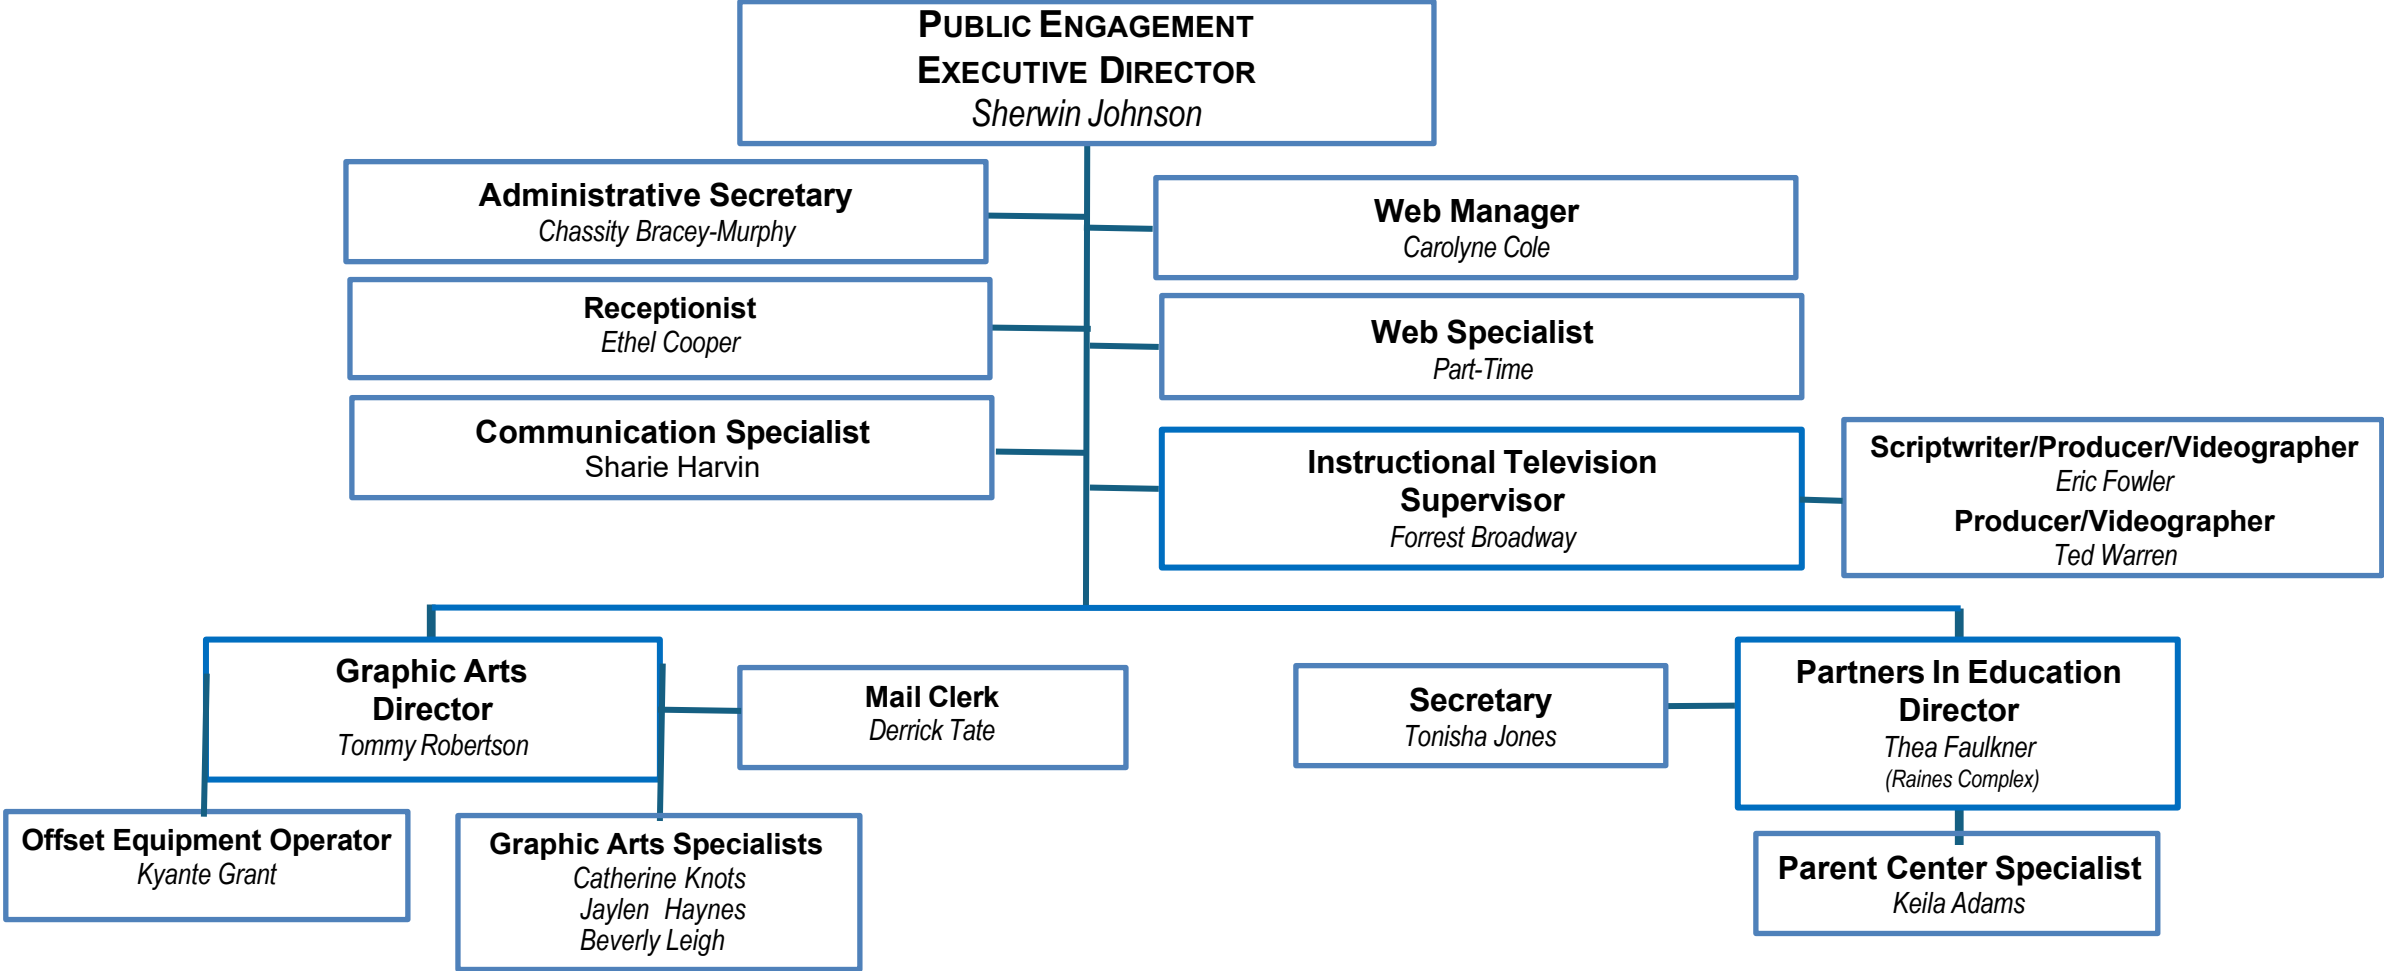 PUBLIC ENGAGEMENT
EXECUTIVE DIRECTOR
Sherwin Johnson
Administrative Secretary
Chassity Bracey-Murphy
Web Manager
Carolyne Cole
Receptionist
Ethel Cooper
Web Specialist
Part-Time
Communication Specialist
Sharie Harvin
Instructional Television
Supervisor
Forrest Broadway
Scriptwriter/Producer/Videographer
Eric Fowler
Producer/Videographer
Ted Warren
Graphic Arts
Director
Tommy Robertson
Mail Clerk
Derrick Tate
Secretary
Tonisha Jones
Partners In Education
Director
Thea Faulkner
(Raines Complex)
Offset Equipment Operator
Kyante Grant
Graphic Arts Specialists
Catherine Knots
Jaylen Haynes
Beverly Leigh
Parent Center Specialist
Keila Adams